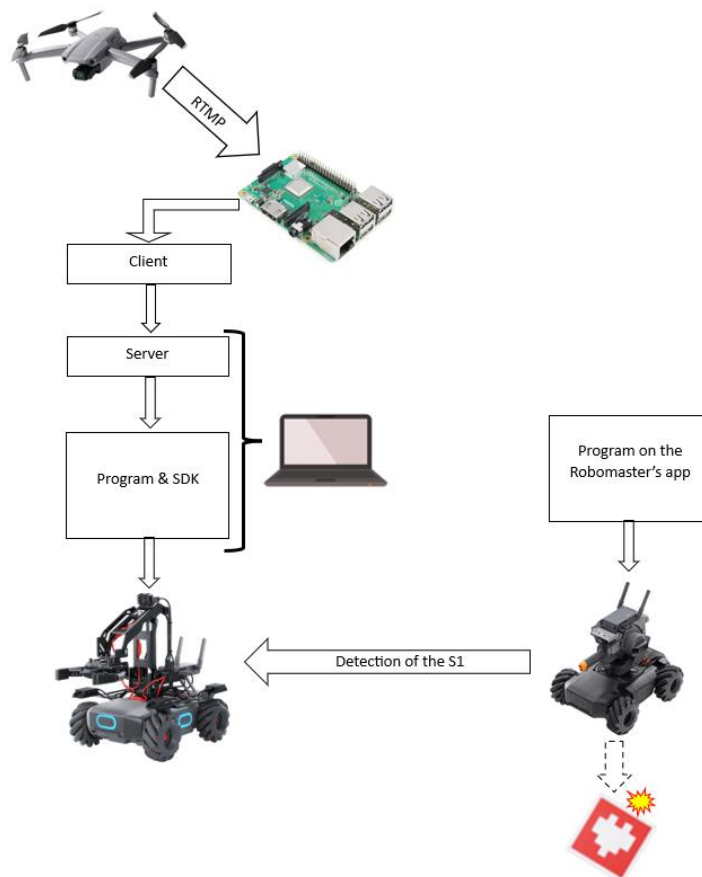 RTMP
Client
Server
Program & SDK
Program on the
Robomaster's app
Detection of the S1